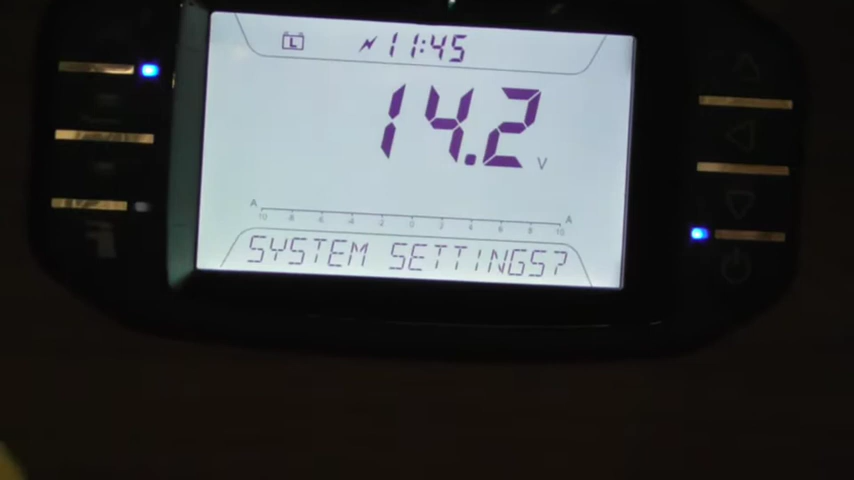 L 11:45
14.2 V
A A
10 8 6 4 2 0 2 4 6 8 10
SYSTEM SETTINGS?